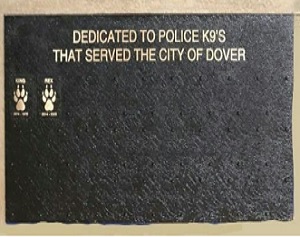 DEDICATED TO POLICE K9'S
THAT SERVED THE CITY OF DOVER
REX